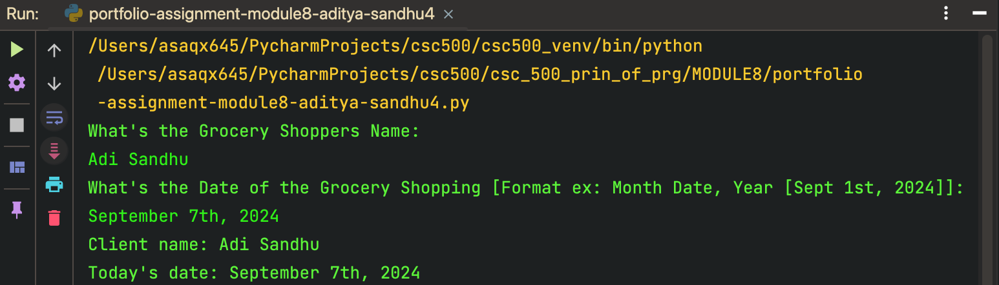 Run: portfolio-assignment-module8-aditya-sandhu4
/Users/asaqx645/PycharmProjects/csc500/csc500_venv/bin/python
/Users/asaqx645/PycharmProjects/csc500/csc_500_prin_of_prg/MODULE8/portfolio
-assignment-module8-aditya-sandhu4.py
What's the Grocery Shoppers Name:
Adi Sandhu
What's the Date of the Grocery Shopping [Format ex: Month Date, Year [Sept 1st, 2024]]:
September 7th, 2024
Client name: Adi Sandhu
Today's date: September 7th, 2024